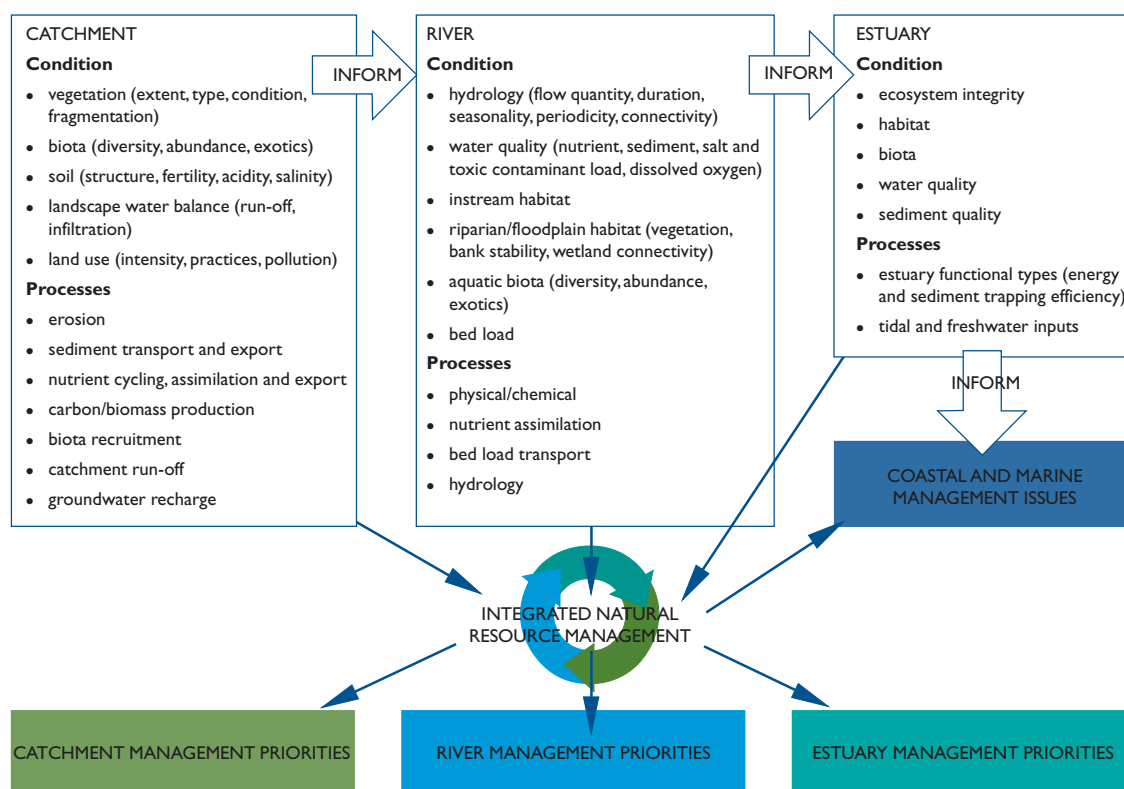 CATCHMENT
Condition
• vegetation (extent, type, condition,
fragmentation)
• biota (diversity, abundance, exotics)
• soil (structure, fertility, acidity, salinity)
• landscape water balance (run-off,
infiltration)
• land use (intensity, practices, pollution)
Processes
• erosion
• sediment transport and export
• nutrient cycling, assimilation and export
• carbon/biomass production
• biota recruitment
• catchment run-off
• groundwater recharge
INFORM
RIVER
Condition
• hydrology (flow quantity, duration,
seasonality, periodicity, connectivity)
• water quality (nutrient, sediment, salt and
toxic contaminant load, dissolved oxygen)
• instream habitat
• riparian/floodplain habitat (vegetation,
bank stability, wetland connectivity)
• aquatic biota (diversity, abundance,
exotics)
• bed load
Processes
• physical/chemical
• nutrient assimilation
• bed load transport
• hydrology
INFORM
ESTUARY
Condition
• ecosystem integrity
• habitat
• biota
• water quality
• sediment quality
Processes
• estuary functional types (energy
and sediment trapping efficiency)
• tidal and freshwater inputs
INFORM
COASTAL AND MARINE
MANAGEMENT ISSUES
INTEGRATED NATURAL
RESOURCE MANAGEMENT
CATCHMENT MANAGEMENT PRIORITIES
RIVER MANAGEMENT PRIORITIES
ESTUARY MANAGEMENT PRIORITIES